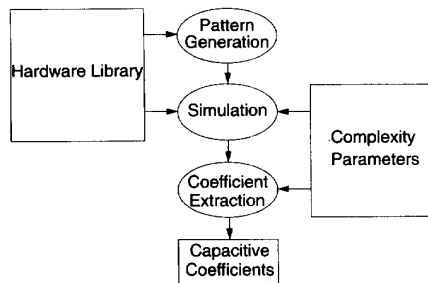 Pattern
Generation
Hardware Library
Simulation
Complexity
Parameters
Coefficient
Extraction
Capacitive
Coefficients